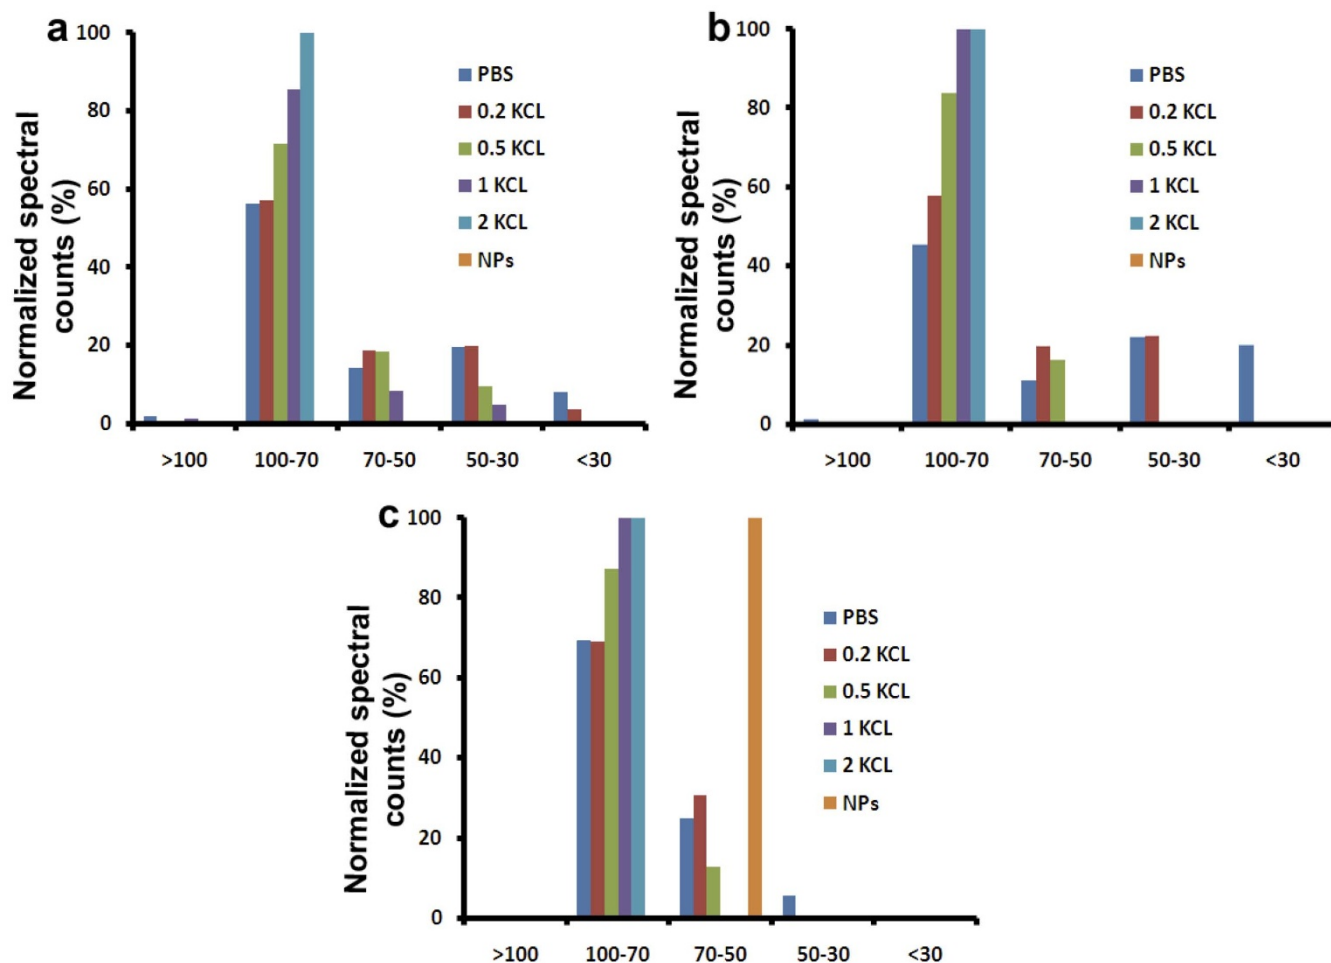 a
Normalized spectral
counts (%)
100
80
60
40
20
0
PBS
0.2 KCL
0.5 KCL
1 KCL
2 KCL
NPs
>100 100-70 70-50 50-30 <30
b
Normalized spectral
counts (%)
100
80
60
40
20
0
PBS
0.2 KCL
0.5 KCL
1 KCL
2 KCL
NPs
>100 100-70 70-50 50-30 <30
c
Normalized spectral
counts (%)
100
80
60
40
20
0
PBS
0.2 KCL
0.5 KCL
1 KCL
2 KCL
NPs
>100 100-70 70-50 50-30 <30